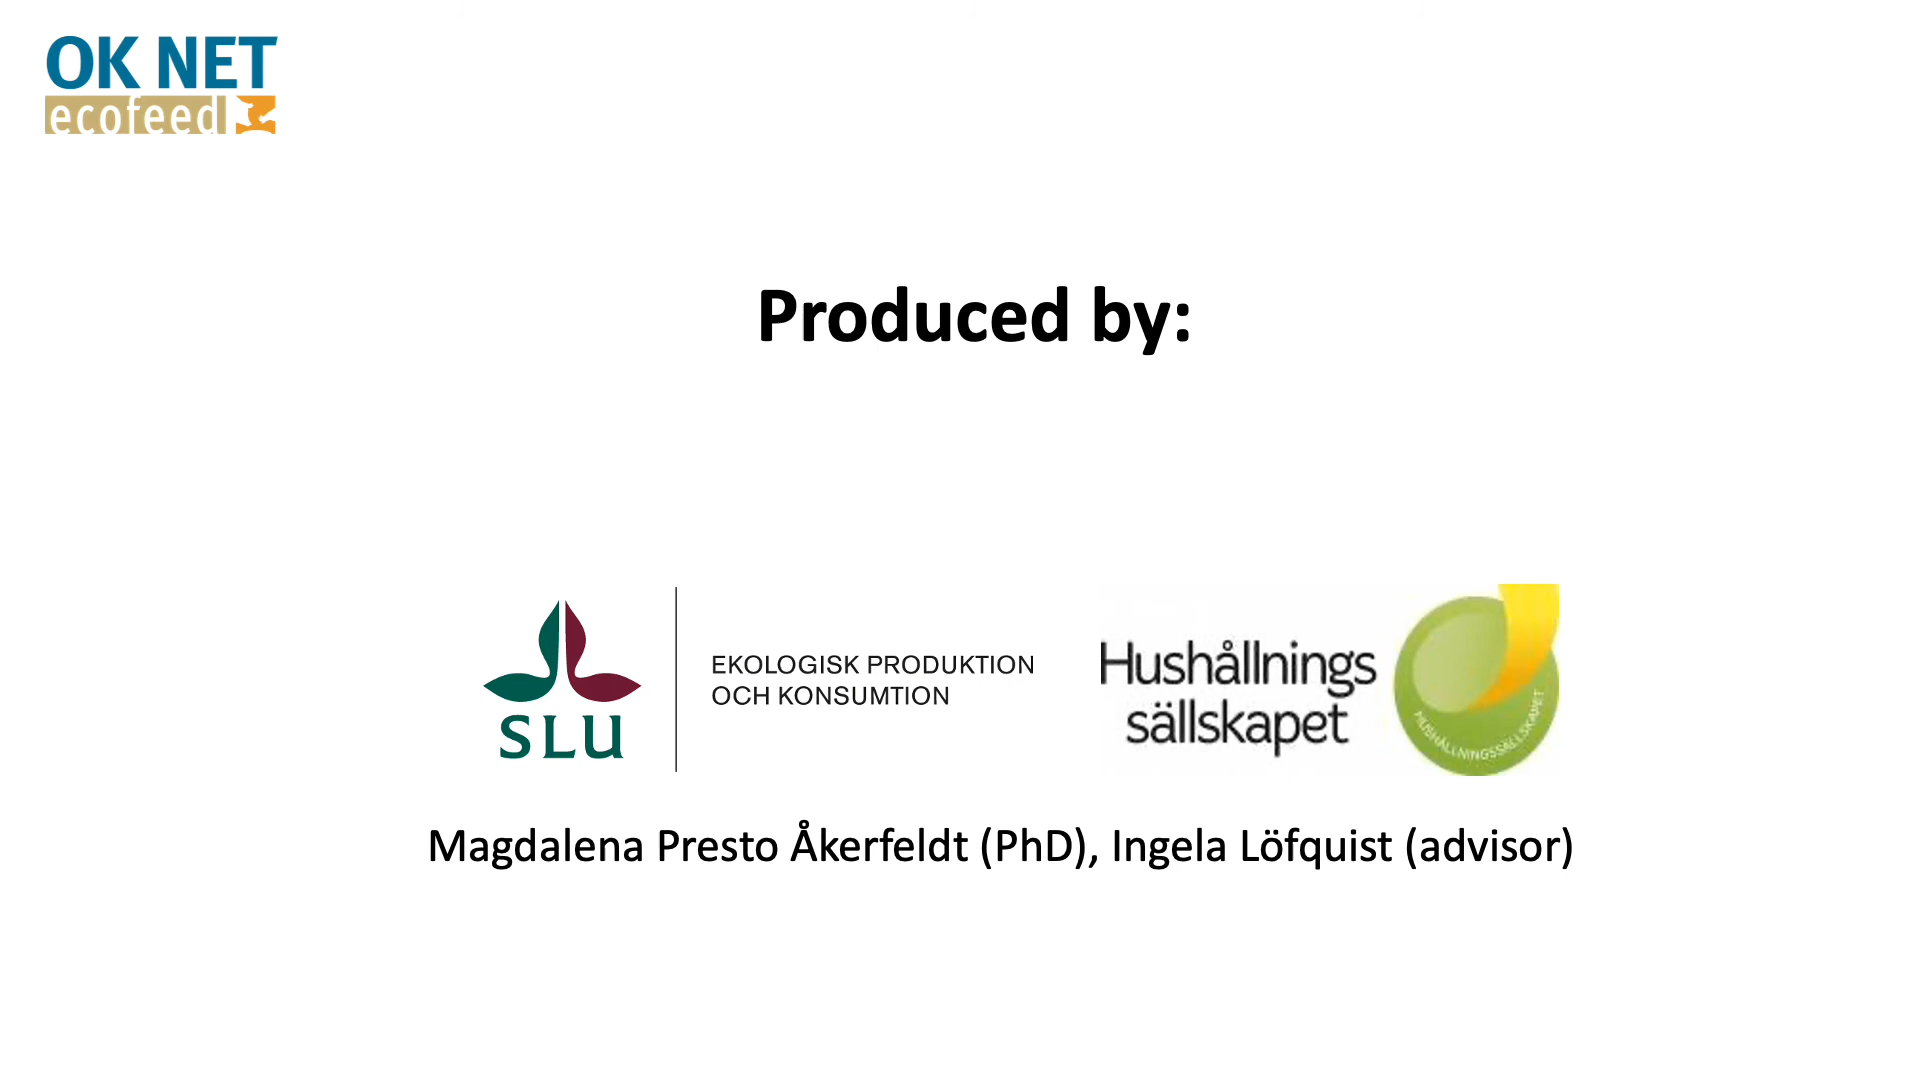 OK NET
ecofeed
Produced by:
SLU
EKOLOGISK PRODUKTION
OCH KONSUMTION
Hushållnings
sällskapet
HUSHÅLLNINGSSÄLLSKAPET
Magdalena Presto Åkerfeldt (PhD), Ingela Löfquist (advisor)